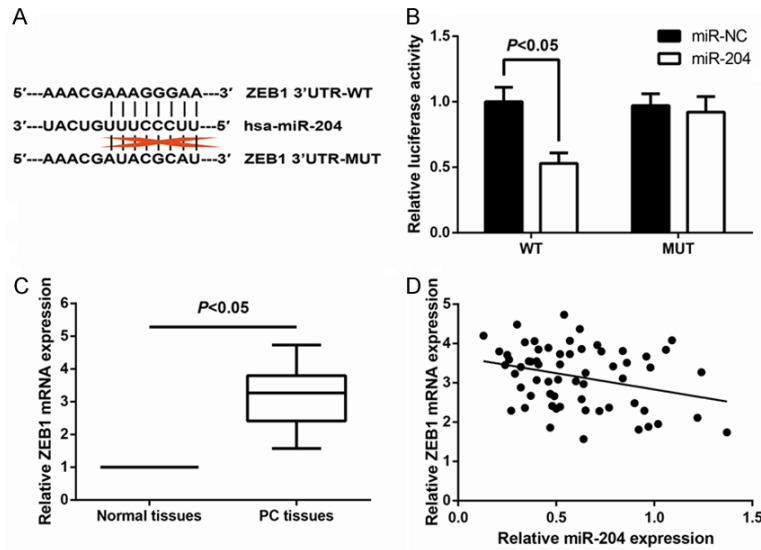 A
5′---AAACGAAAGGGAA---3′ ZEB1 3′UTR-WT
3′---UACUGUUUCCCUU---5′ hsa-miR-204
5′---AAACGAUACGCAU---3′ ZEB1 3′UTR-MUT
B
miR-NC
miR-204
P<0.05
Relative luciferase activity
1.5
1.0
0.5
0.0
WT MUT
C
P<0.05
Relative ZEB1 mRNA expression
6
5
4
3
2
1
0
Normal tissues PC tissues
D
Relative ZEB1 mRNA expression
5
4
3
2
1
0
0.0 0.5 1.0 1.5
Relative miR-204 expression